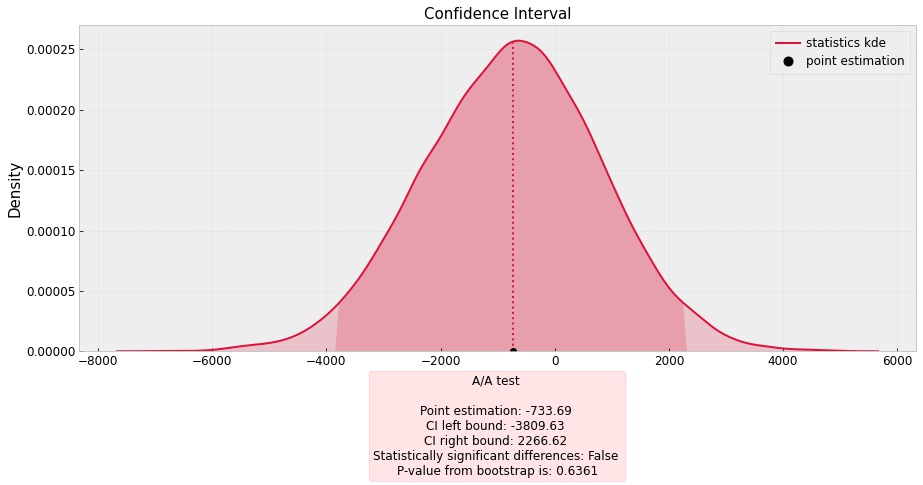 Confidence Interval
statistics kde
point estimation
Density
0.00025
0.00020
0.00015
0.00010
0.00005
0.00000
−8000 −6000 −4000 −2000 0 2000 4000 6000
A/A test
Point estimation: -733.69
CI left bound: -3809.63
CI right bound: 2266.62
Statistically significant differences: False
P-value from bootstrap is: 0.6361